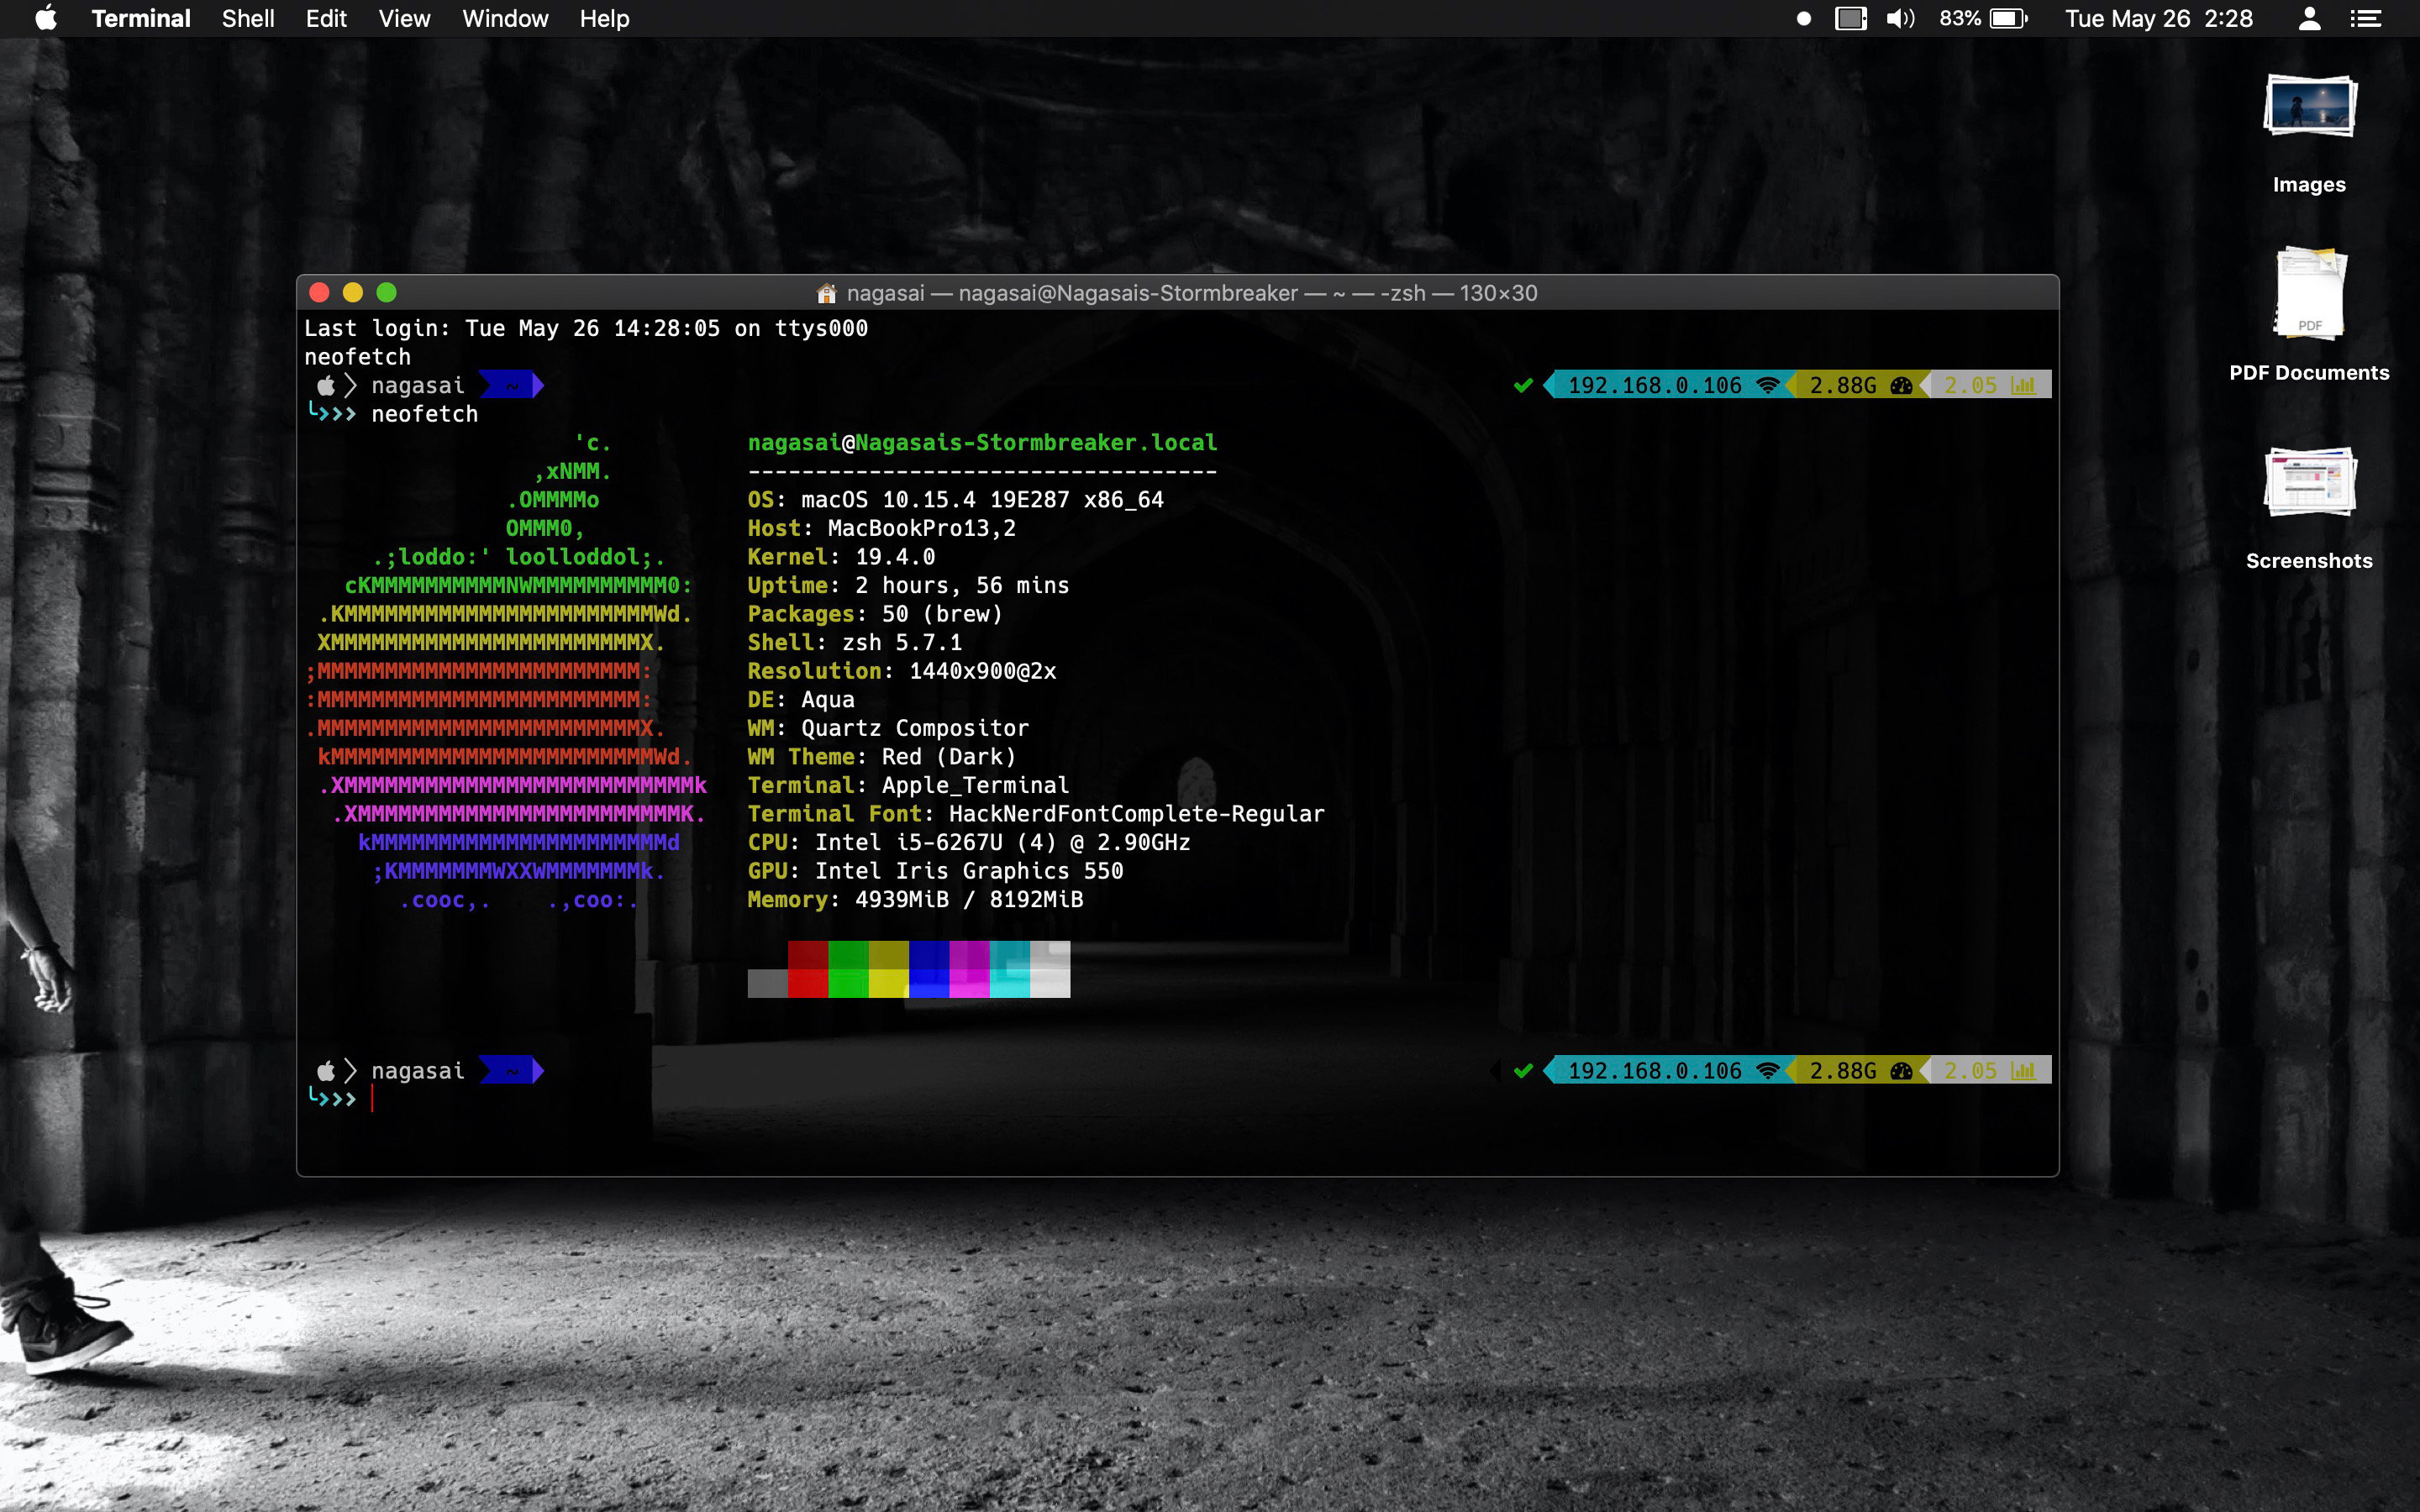 Terminal Shell Edit View Window Help 83% Tue May 26 2:28
Images
PDF
PDF Documents
Screenshots
nagasai — nagasai@Nagasais-Stormbreaker — ~ — -zsh — 130×30
Last login: Tue May 26 14:28:05 on ttys000
neofetch
nagasai ~ 192.168.0.106 2.88G 2.05
╰>>> neofetch
'c. nagasai@Nagasais-Stormbreaker.local
,xNMM. -----------------------------------
.OMMMMo OS: macOS 10.15.4 19E287 x86_64
OMMM0, Host: MacBookPro13,2
.;loddo:' loolloddol;. Kernel: 19.4.0
cKMMMMMMMMMMNWMMMMMMMMMM0: Uptime: 2 hours, 56 mins
.KMMMMMMMMMMMMMMMMMMMMMMMWd. Packages: 50 (brew)
XMMMMMMMMMMMMMMMMMMMMMMMX. Shell: zsh 5.7.1
;MMMMMMMMMMMMMMMMMMMMMMMM: Resolution: 1440x900@2x
:MMMMMMMMMMMMMMMMMMMMMMMM: DE: Aqua
.MMMMMMMMMMMMMMMMMMMMMMMMX. WM: Quartz Compositor
kMMMMMMMMMMMMMMMMMMMMMMMMWd. WM Theme: Red (Dark)
.XMMMMMMMMMMMMMMMMMMMMMMMMMMk Terminal: Apple_Terminal
.XMMMMMMMMMMMMMMMMMMMMMMMMK. Terminal Font: HackNerdFontComplete-Regular
kMMMMMMMMMMMMMMMMMMMMMMd CPU: Intel i5-6267U (4) @ 2.90GHz
;KMMMMMMMWXXWMMMMMMMk. GPU: Intel Iris Graphics 550
.cooc,. .,coo:. Memory: 4939MiB / 8192MiB
nagasai ~ 192.168.0.106 2.88G 2.05
╰>>>